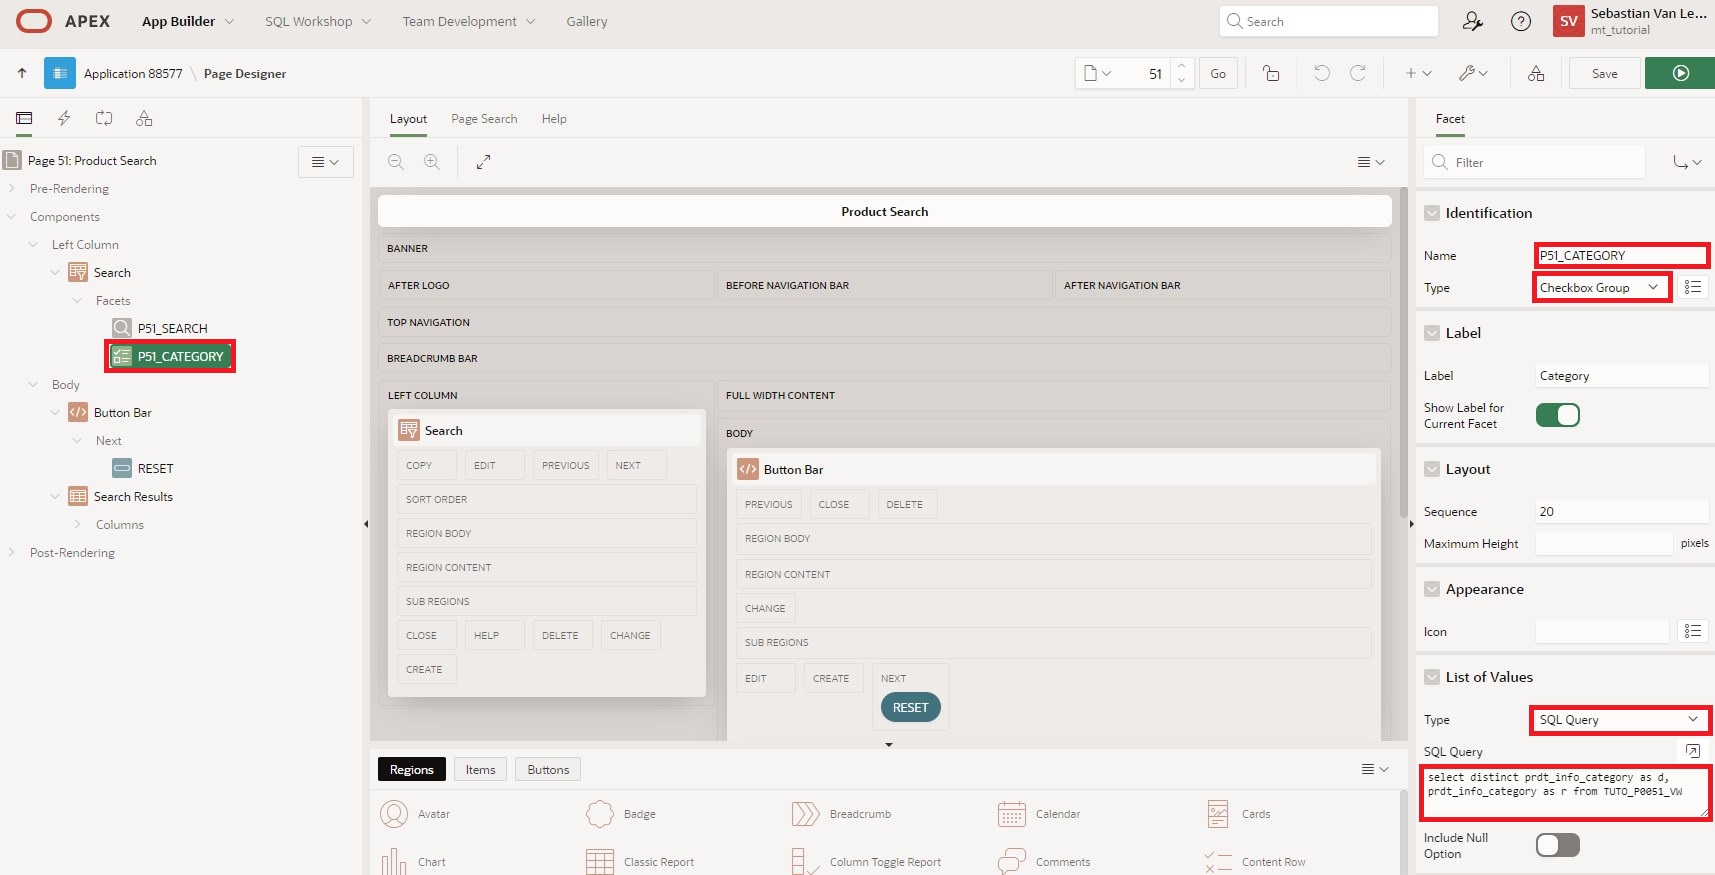 APEX
App Builder
SQL Workshop
Team Development
Gallery
Search
SV
Sebastian Van Le...
mt_tutorial
Application 88577 \ Page Designer
51
Go
Save
Page 51: Product Search
Pre-Rendering
Components
Left Column
Search
Facets
P51_SEARCH
P51_CATEGORY
Body
Button Bar
Next
RESET
Search Results
Columns
Post-Rendering
Layout
Page Search
Help
Product Search
BANNER
AFTER LOGO
BEFORE NAVIGATION BAR
AFTER NAVIGATION BAR
TOP NAVIGATION
BREADCRUMB BAR
LEFT COLUMN
Search
COPY
EDIT
PREVIOUS
NEXT
SORT ORDER
REGION BODY
REGION CONTENT
SUB REGIONS
CLOSE
HELP
DELETE
CHANGE
CREATE
FULL WIDTH CONTENT
BODY
Button Bar
PREVIOUS
CLOSE
DELETE
REGION BODY
REGION CONTENT
CHANGE
SUB REGIONS
EDIT
CREATE
NEXT
RESET
Regions
Items
Buttons
Avatar
Badge
Breadcrumb
Calendar
Cards
Chart
Classic Report
Column Toggle Report
Comments
Content Row
Facet
Filter
Identification
Name
P51_CATEGORY
Type
Checkbox Group
Label
Label
Category
Show Label for
Current Facet
Layout
Sequence
20
Maximum Height
pixels
Appearance
Icon
List of Values
Type
SQL Query
SQL Query
select distinct prdt_info_category as d,
prdt_info_category as r from TUTO_P0051_VW
Include Null
Option